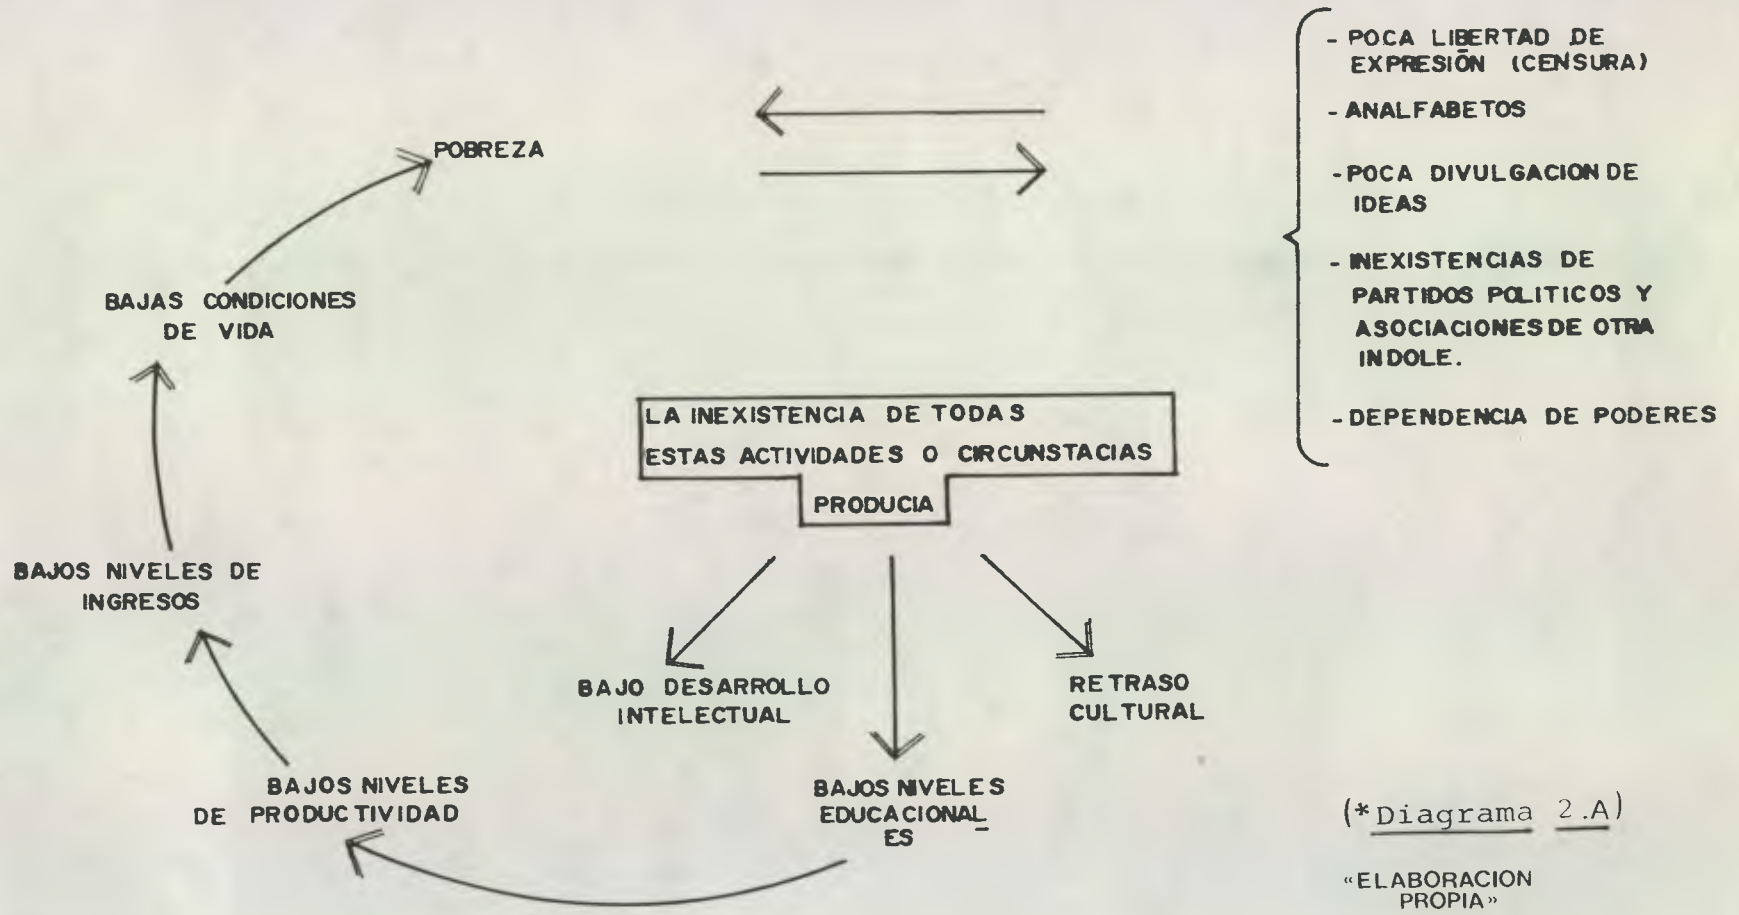 POBREZA
- POCA LIBERTAD DE
EXPRESIÓN (CENSURA)
- ANALFABETOS
- POCA DIVULGACION DE
IDEAS
- INEXISTENCIAS DE
PARTIDOS POLITICOS Y
ASOCIACIONES DE OTRA
INDOLE.
- DEPENDENCIA DE PODERES
BAJAS CONDICIONES
DE VIDA
LA INEXISTENCIA DE TODAS
ESTAS ACTIVIDADES O CIRCUNSTACIAS
PRODUCIA
BAJOS NIVELES DE
INGRESOS
BAJO DESARROLLO
INTELECTUAL
RETRASO
CULTURAL
BAJOS NIVELES
DE PRODUCTIVIDAD
BAJOS NIVELES
EDUCACIONAL
ES
(*Diagrama 2.A)
«ELABORACION
PROPIA»